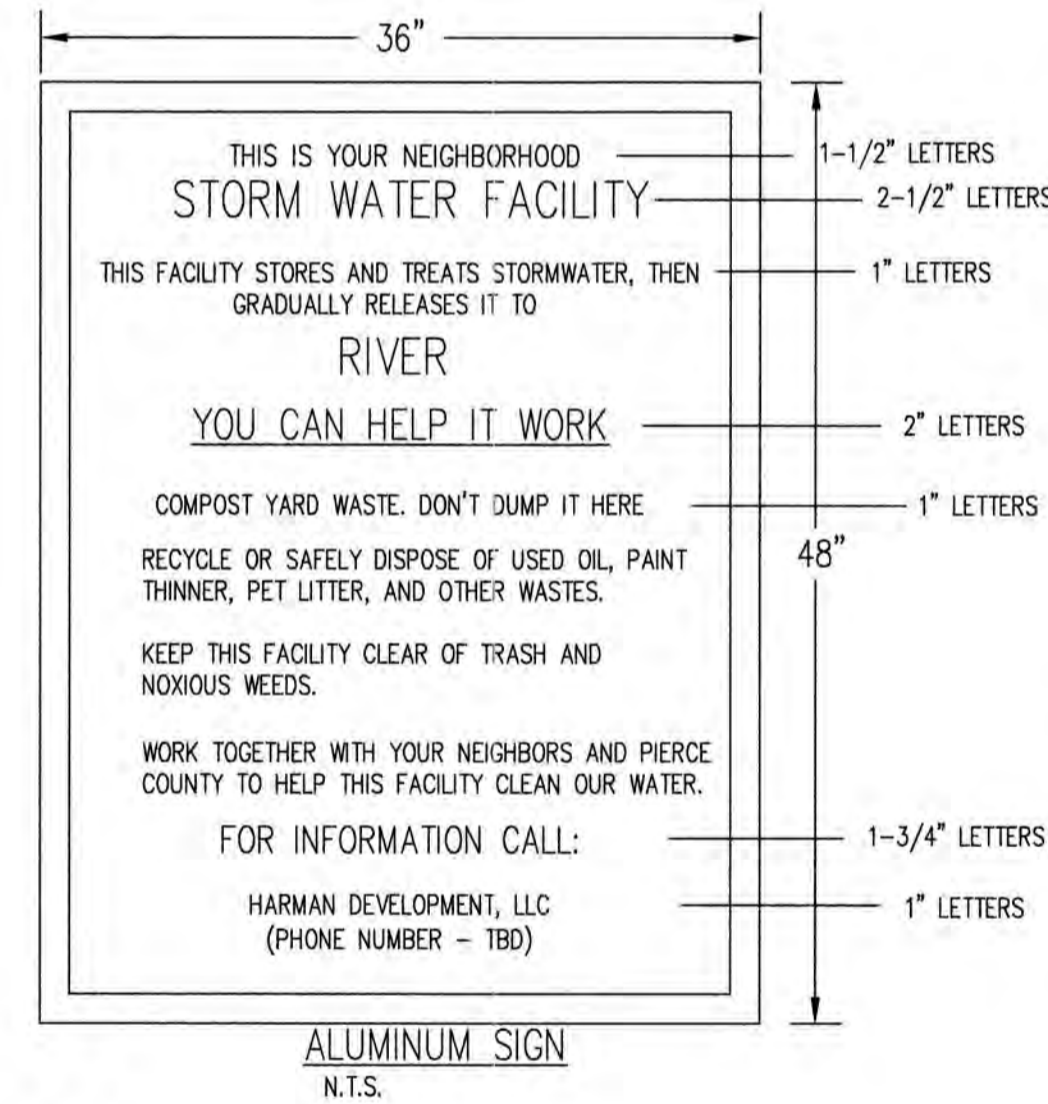 36"
THIS IS YOUR NEIGHBORHOOD
1-1/2" LETTERS
STORM WATER FACILITY
2-1/2" LETTERS
THIS FACILITY STORES AND TREATS STORMWATER, THEN
1" LETTERS
GRADUALLY RELEASES IT TO
RIVER
YOU CAN HELP IT WORK
2" LETTERS
COMPOST YARD WASTE. DON'T DUMP IT HERE
1" LETTERS
48"
RECYCLE OR SAFELY DISPOSE OF USED OIL, PAINT
THINNER, PET LITTER, AND OTHER WASTES.
KEEP THIS FACILITY CLEAR OF TRASH AND
NOXIOUS WEEDS.
WORK TOGETHER WITH YOUR NEIGHBORS AND PIERCE
COUNTY TO HELP THIS FACILITY CLEAN OUR WATER.
FOR INFORMATION CALL:
1-3/4" LETTERS
HARMAN DEVELOPMENT, LLC
1" LETTERS
(PHONE NUMBER - TBD)
ALUMINUM SIGN
N.T.S.